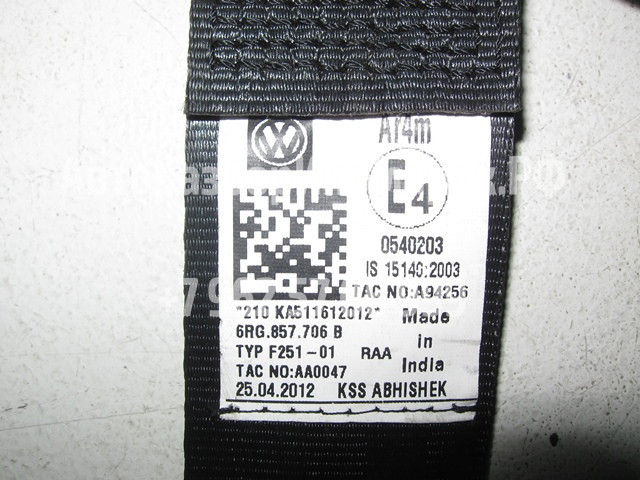 Ar4m
E4
0540203
IS 15140:2003
TAC NO:A94256
*210 KA511612012* Made
6RG.857.706 B in
TYP F251-01 RAA India
TAC NO:AA0047
25.04.2012 KSS ABHISHEK